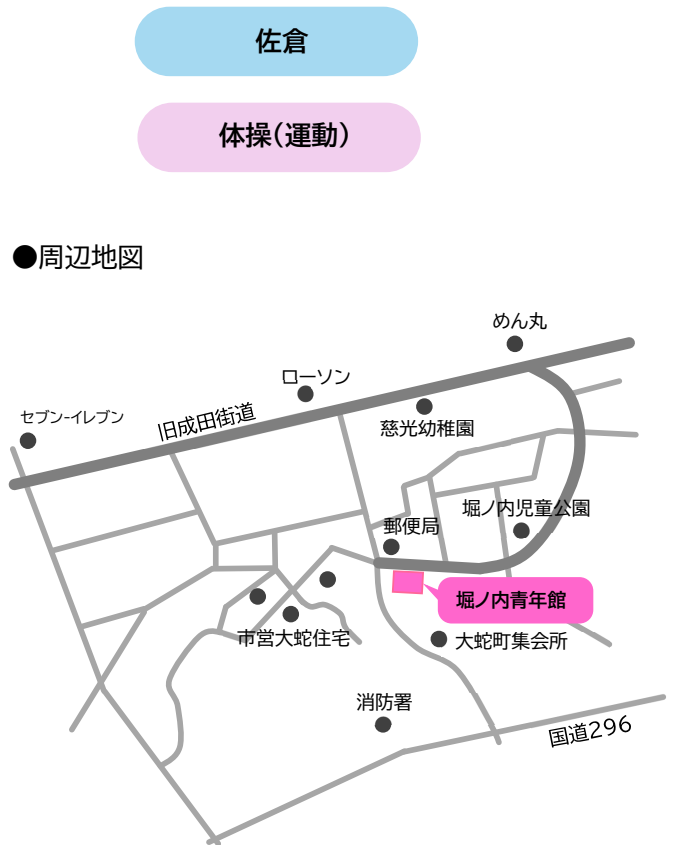 佐倉
体操(運動)
●周辺地図
めん丸
ローソン
セブン-イレブン
旧成田街道
慈光幼稚園
堀ノ内児童公園
郵便局
堀ノ内青年館
市営大蛇住宅
大蛇町集会所
消防署
国道296